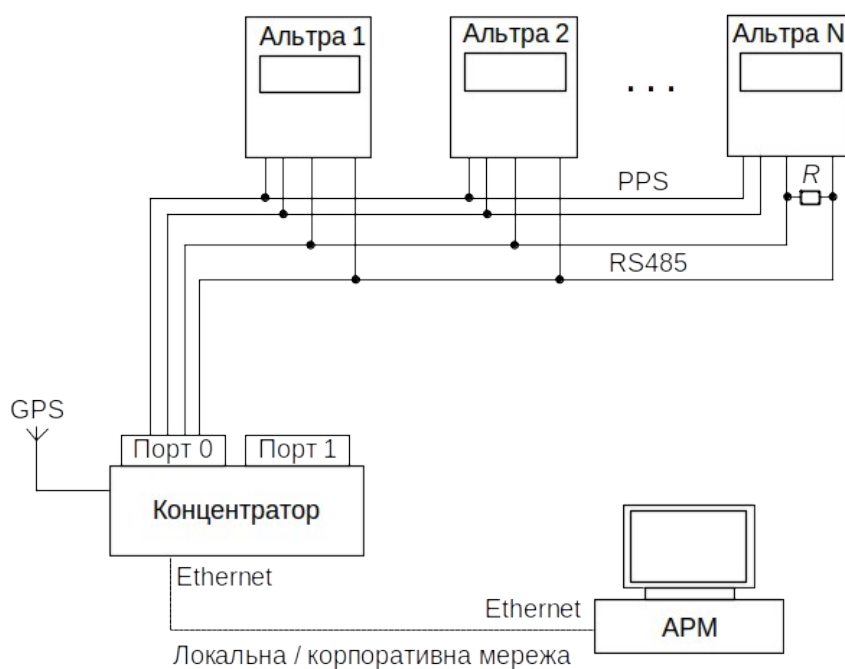 Альтра 1
Альтра 2
Альтра N
. . .
PPS
R
RS485
GPS
Порт 0
Порт 1
Концентратор
Ethernet
Ethernet
АРМ
Локальна / корпоративна мережа